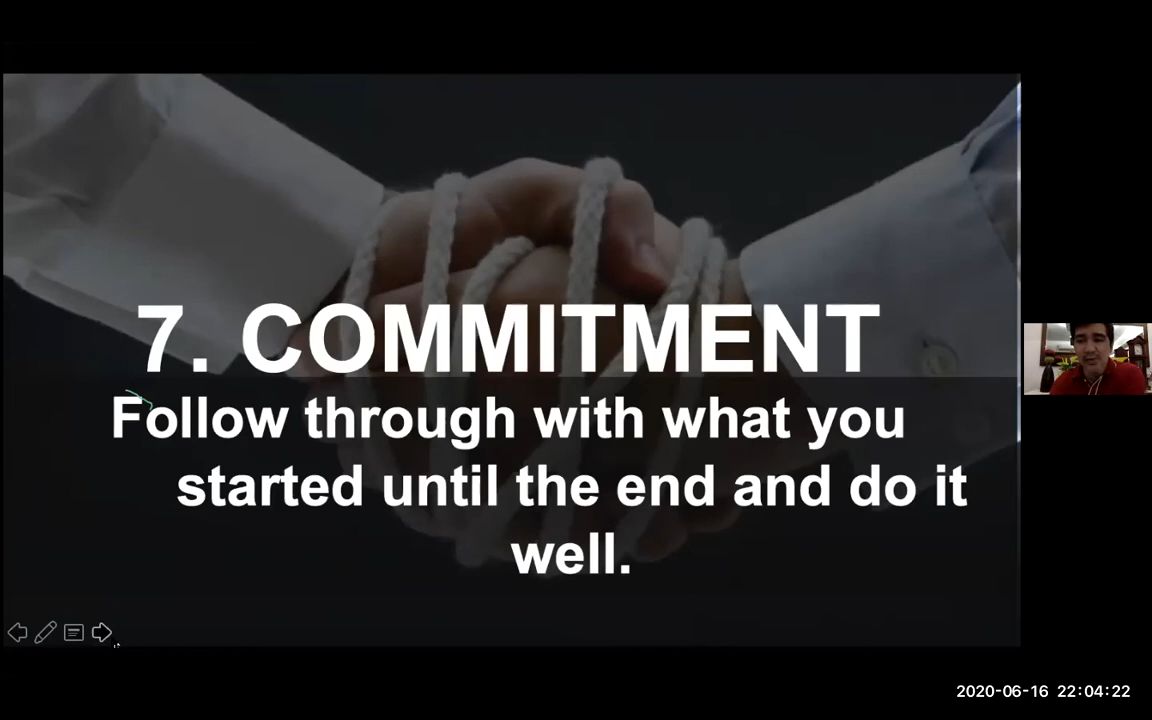 7. COMMITMENT
Follow through with what you
started until the end and do it
well.
2020-06-16 22:04:22